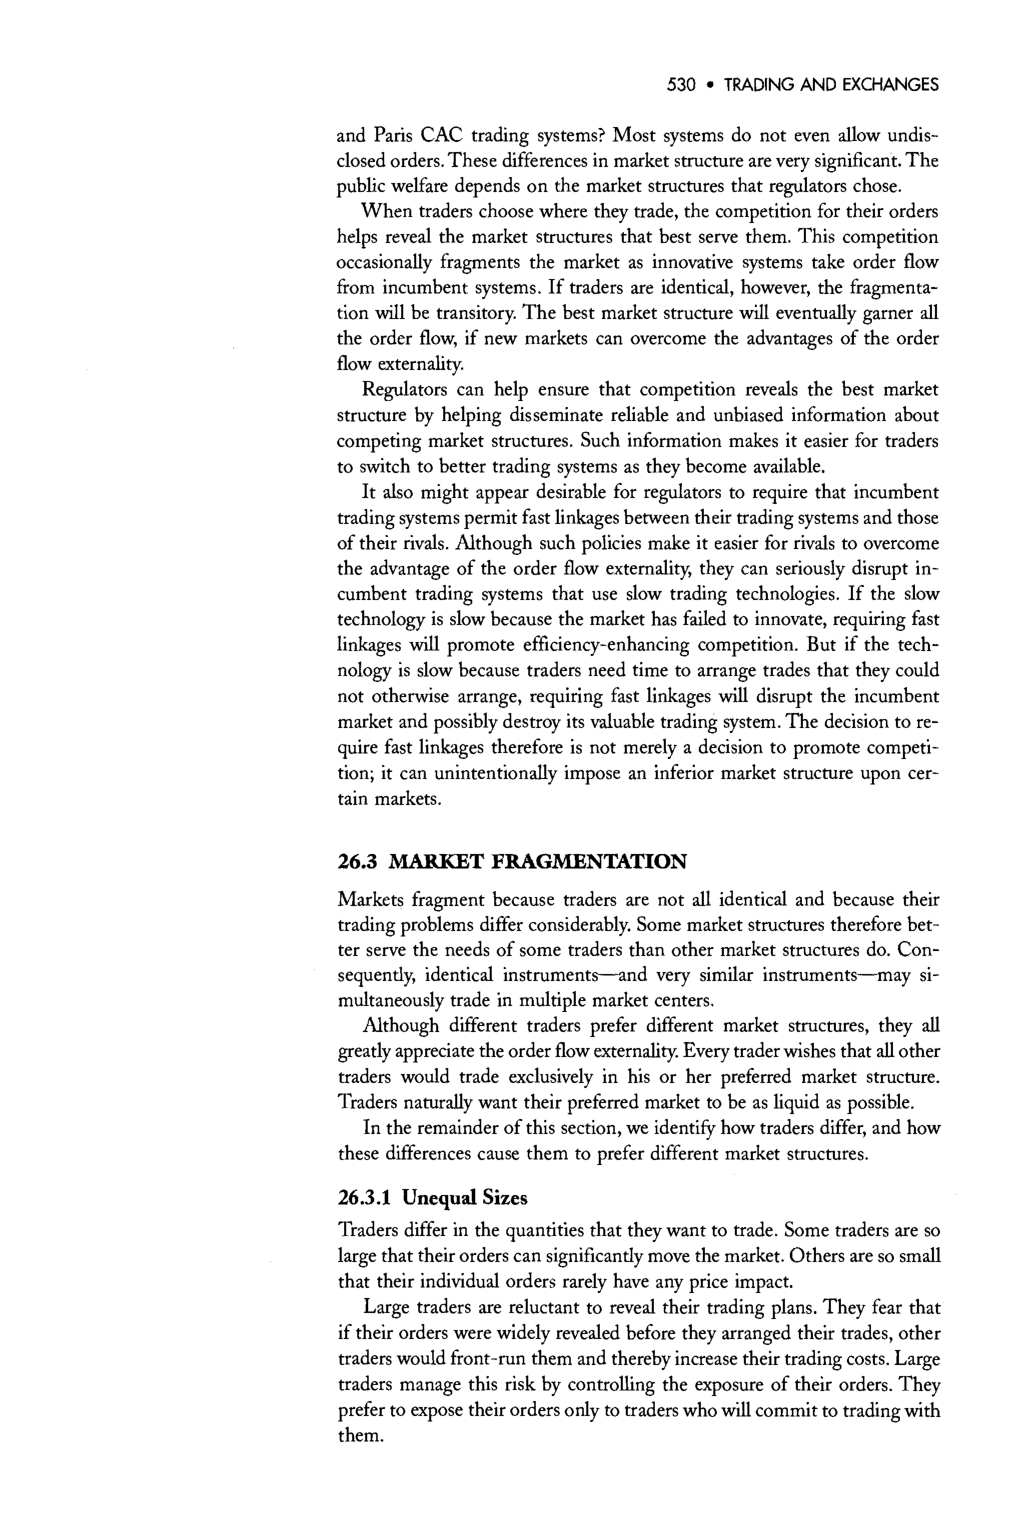 530 • TRADING AND EXCHANGES
and Paris CAC trading systems? Most systems do not even allow undis-
closed orders. These differences in market structure are very significant. The
public welfare depends on the market structures that regulators chose.
When traders choose where they trade, the competition for their orders
helps reveal the market structures that best serve them. This competition
occasionally fragments the market as innovative systems take order flow
from incumbent systems. If traders are identical, however, the fragmenta-
tion will be transitory. The best market structure will eventually garner all
the order flow, if new markets can overcome the advantages of the order
flow externality.
Regulators can help ensure that competition reveals the best market
structure by helping disseminate reliable and unbiased information about
competing market structures. Such information makes it easier for traders
to switch to better trading systems as they become available.
It also might appear desirable for regulators to require that incumbent
trading systems permit fast linkages between their trading systems and those
of their rivals. Although such policies make it easier for rivals to overcome
the advantage of the order flow externality, they can seriously disrupt in-
cumbent trading systems that use slow trading technologies. If the slow
technology is slow because the market has failed to innovate, requiring fast
linkages will promote efficiency-enhancing competition. But if the tech-
nology is slow because traders need time to arrange trades that they could
not otherwise arrange, requiring fast linkages will disrupt the incumbent
market and possibly destroy its valuable trading system. The decision to re-
quire fast linkages therefore is not merely a decision to promote competi-
tion; it can unintentionally impose an inferior market structure upon cer-
tain markets.
26.3 MARKET FRAGMENTATION
Markets fragment because traders are not all identical and because their
trading problems differ considerably. Some market structures therefore bet-
ter serve the needs of some traders than other market structures do. Con-
sequently, identical instruments—and very similar instruments—may si-
multaneously trade in multiple market centers.
Although different traders prefer different market structures, they all
greatly appreciate the order flow externality. Every trader wishes that all other
traders would trade exclusively in his or her preferred market structure.
Traders naturally want their preferred market to be as liquid as possible.
In the remainder of this section, we identify how traders differ, and how
these differences cause them to prefer different market structures.
26.3.1 Unequal Sizes
Traders differ in the quantities that they want to trade. Some traders are so
large that their orders can significantly move the market. Others are so small
that their individual orders rarely have any price impact.
Large traders are reluctant to reveal their trading plans. They fear that
if their orders were widely revealed before they arranged their trades, other
traders would front-run them and thereby increase their trading costs. Large
traders manage this risk by controlling the exposure of their orders. They
prefer to expose their orders only to traders who will commit to trading with
them.